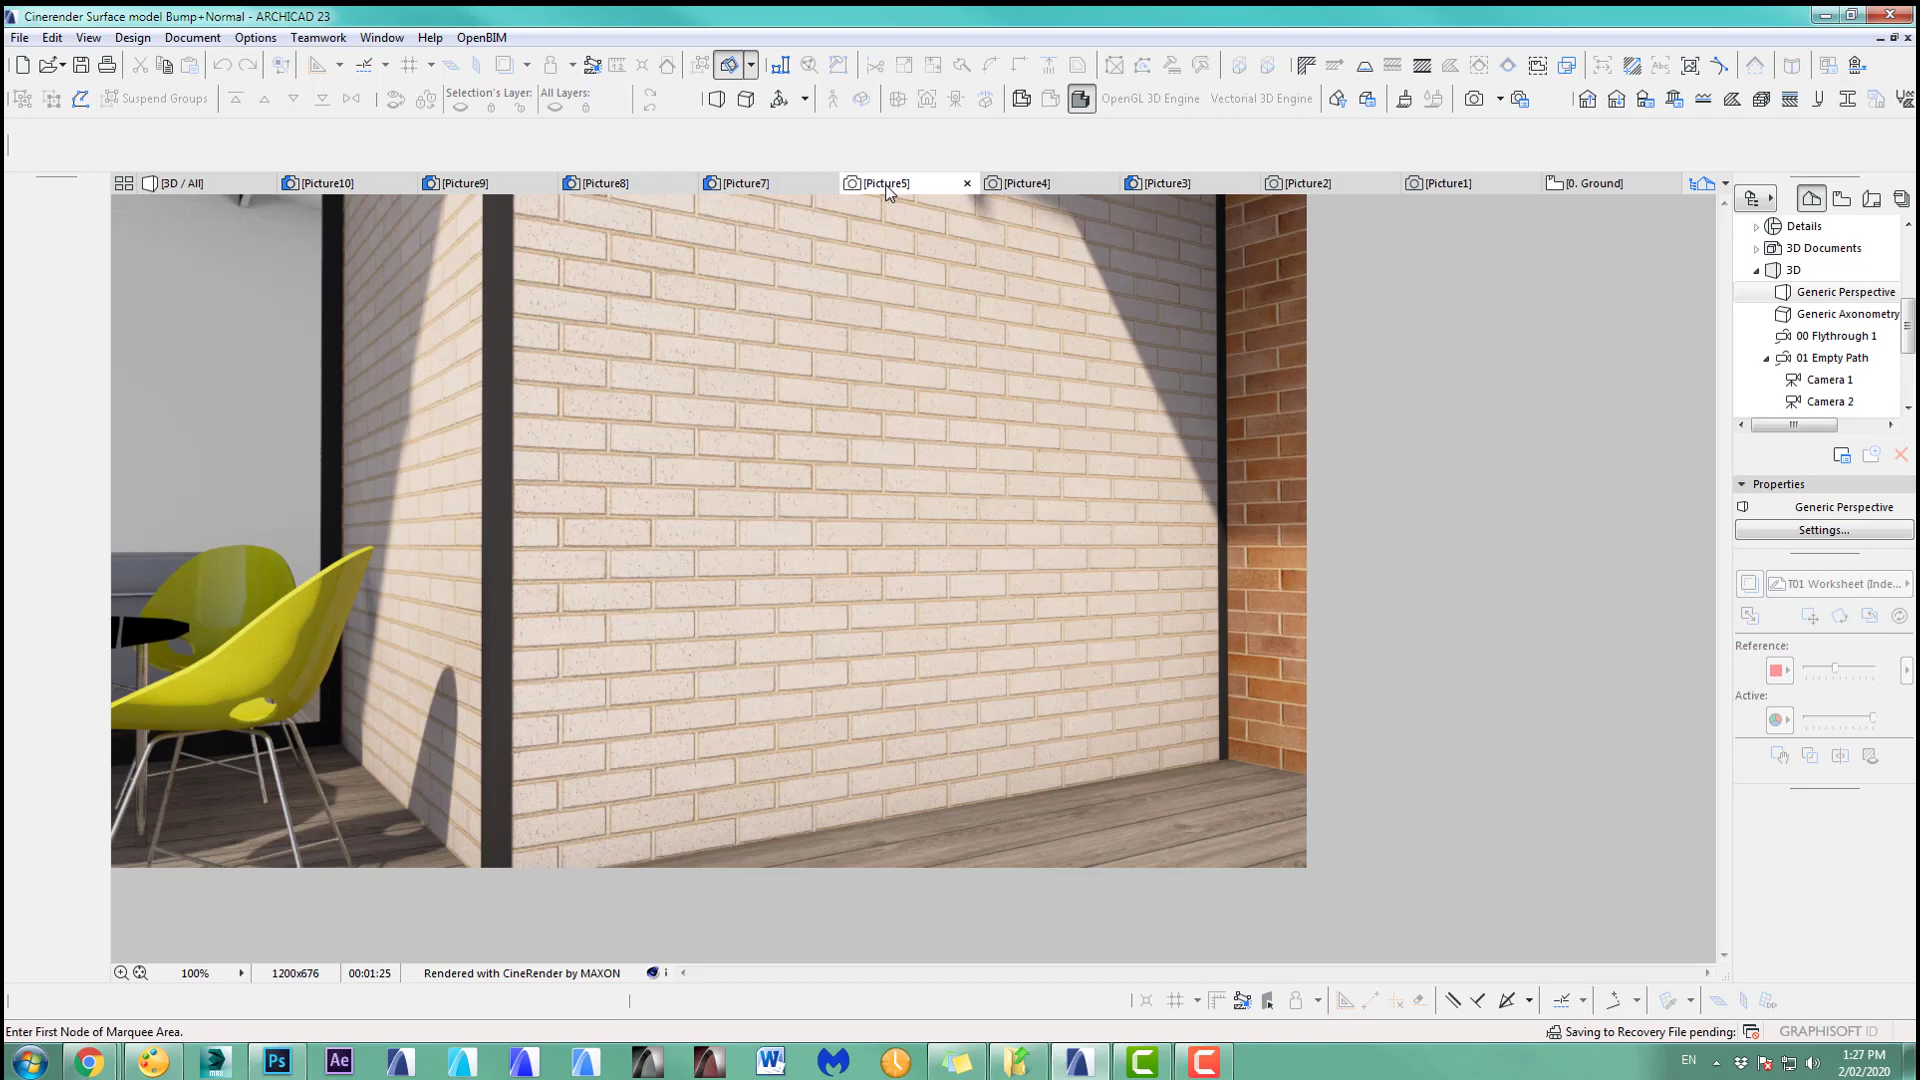 Cinerender Surface model Bump+Normal - ARCHICAD 23
File Edit View Design Document Options Teamwork Window Help OpenBIM
Suspend Groups Selection's Layer: All Layers: OpenGL 3D Engine Vectorial 3D Engine
[3D / All] [Picture10] [Picture9] [Picture8] [Picture7] [Picture5] [Picture4] [Picture3] [Picture2] [Picture1] [0. Ground]
Details
3D Documents
3D
Generic Perspective
Generic Axonometry
00 Flythrough 1
01 Empty Path
Camera 1
Camera 2
Properties
Generic Perspective
Settings...
T01 Worksheet (Inde...
Reference:
Active:
100% 1200x676 00:01:25 Rendered with CineRender by MAXON
Enter First Node of Marquee Area.
Saving to Recovery File pending:
GRAPHISOFT ID
MAX Ps Ae W
EN
1:27 PM
2/02/2020